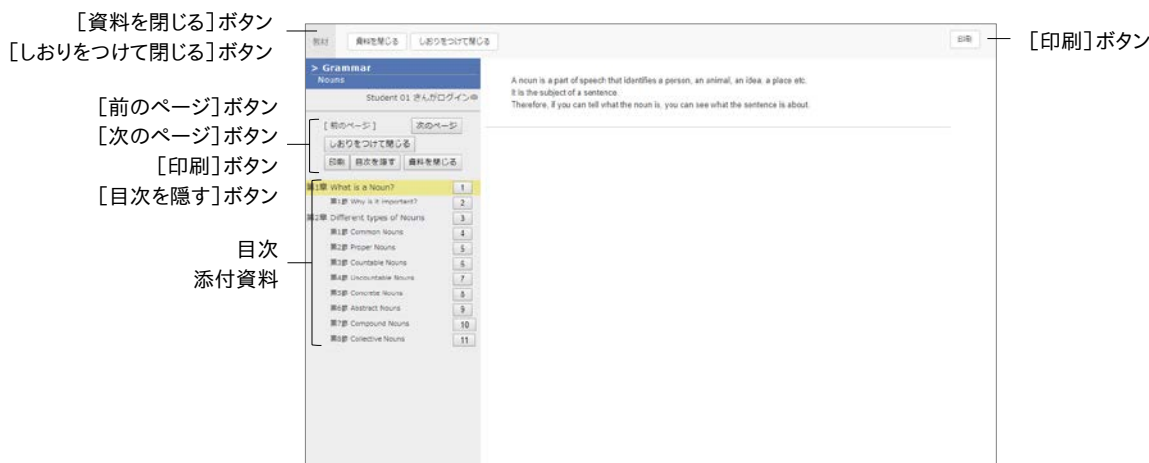 [資料を閉じる]ボタン
[しおりをつけて閉じる]ボタン
教材
資料を閉じる
しおりをつけて閉じる
印刷
[印刷]ボタン
> Grammar
Nouns
Student 01 さんがログイン中
A noun is a part of speech that identifies a person, an animal, an idea, a place etc.
It is the subject of a sentence.
Therefore, if you can tell what the noun is, you can see what the sentence is about.
[前のページ]ボタン
[次のページ]ボタン
[印刷]ボタン
[目次を隠す]ボタン
[前のページ]
次のページ
しおりをつけて閉じる
印刷
目次を隠す
資料を閉じる
目次
添付資料
第1章 What is a Noun? 1
第1節 Why is it important? 2
第2章 Different types of Nouns 3
第1節 Common Nouns 4
第2節 Proper Nouns 5
第3節 Countable Nouns 6
第4節 Uncountable Nouns 7
第5節 Concrete Nouns 8
第6節 Abstract Nouns 9
第7節 Compound Nouns 10
第8節 Collective Nouns 11